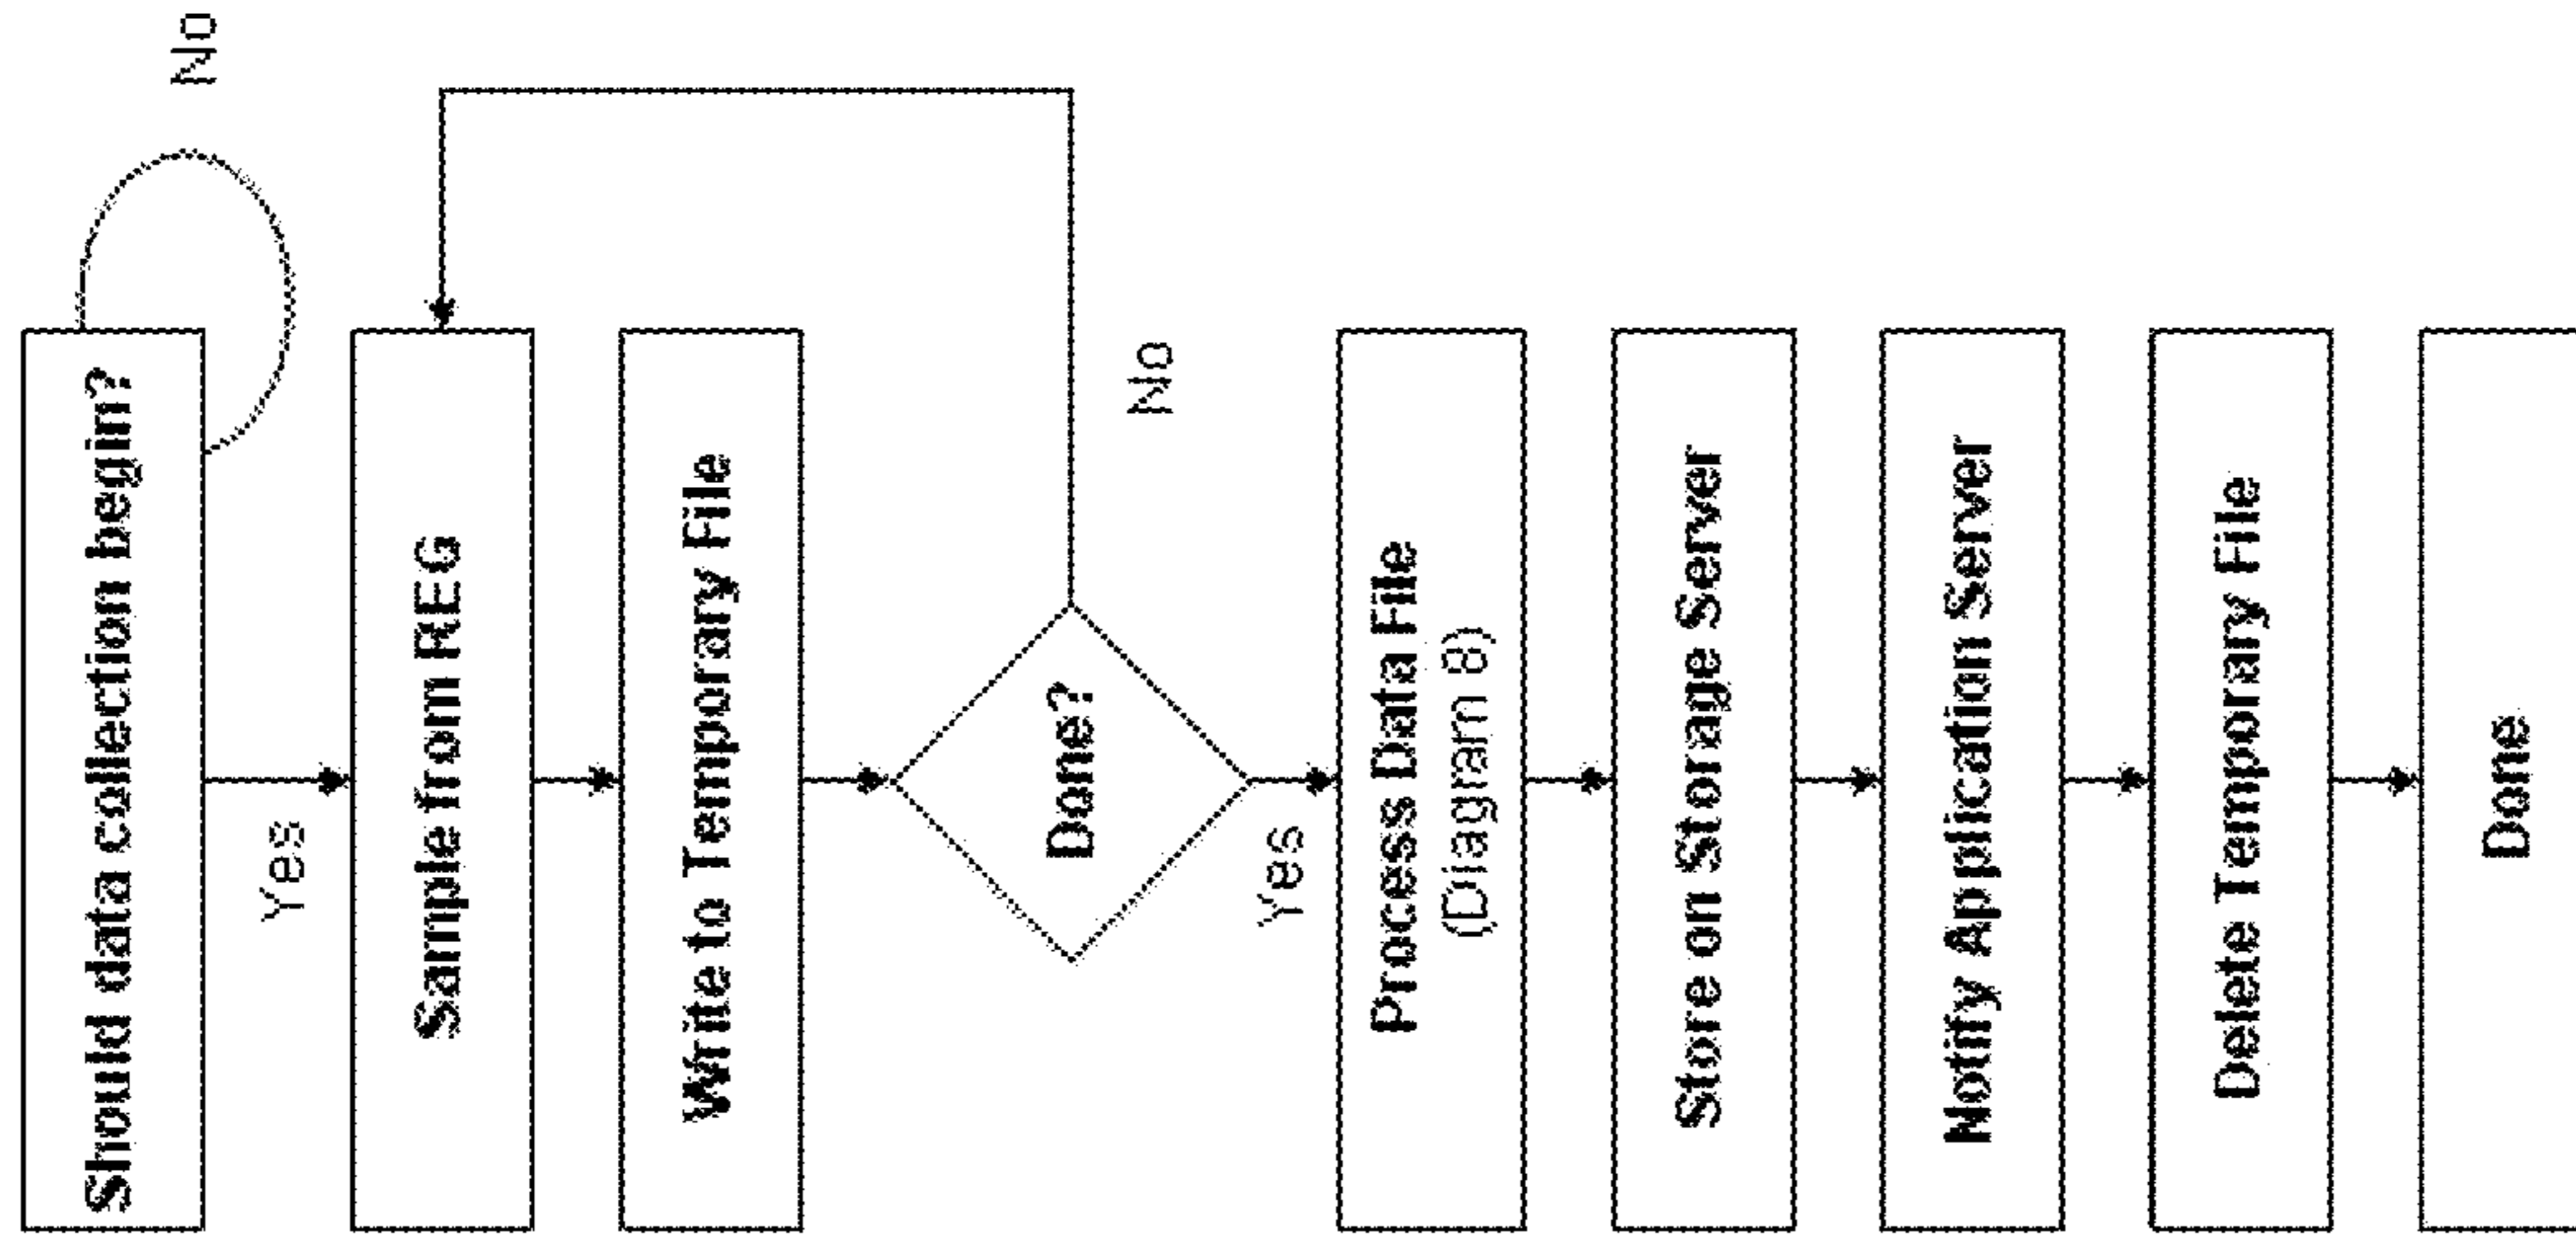 Should data collection begin?
No
Yes
Sample from REG
Write to Temporary File
Done?
No
Yes
Process Data File
(Diagram 8)
Store on Storage Server
Notify Application Server
Delete Temporary File
Done